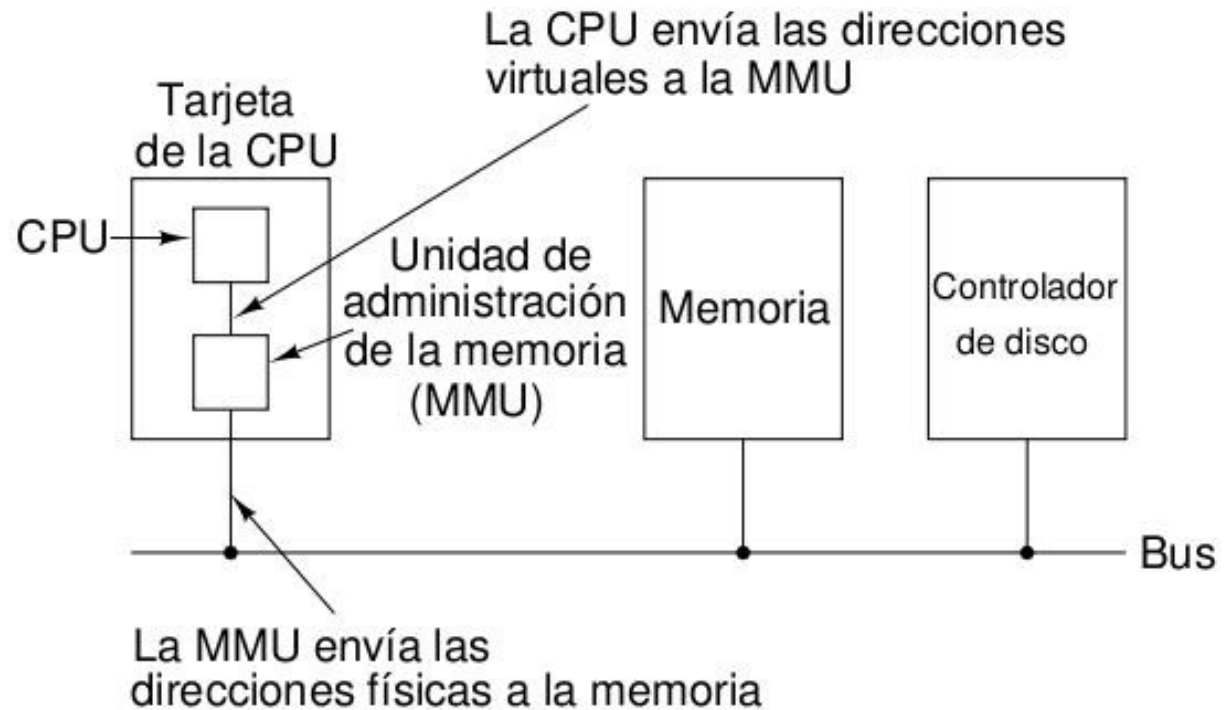 La CPU envía las direcciones
virtuales a la MMU
Tarjeta
de la CPU
CPU
Unidad de
administración
de la memoria
(MMU)
Memoria
Controlador
de disco
Bus
La MMU envía las
direcciones físicas a la memoria